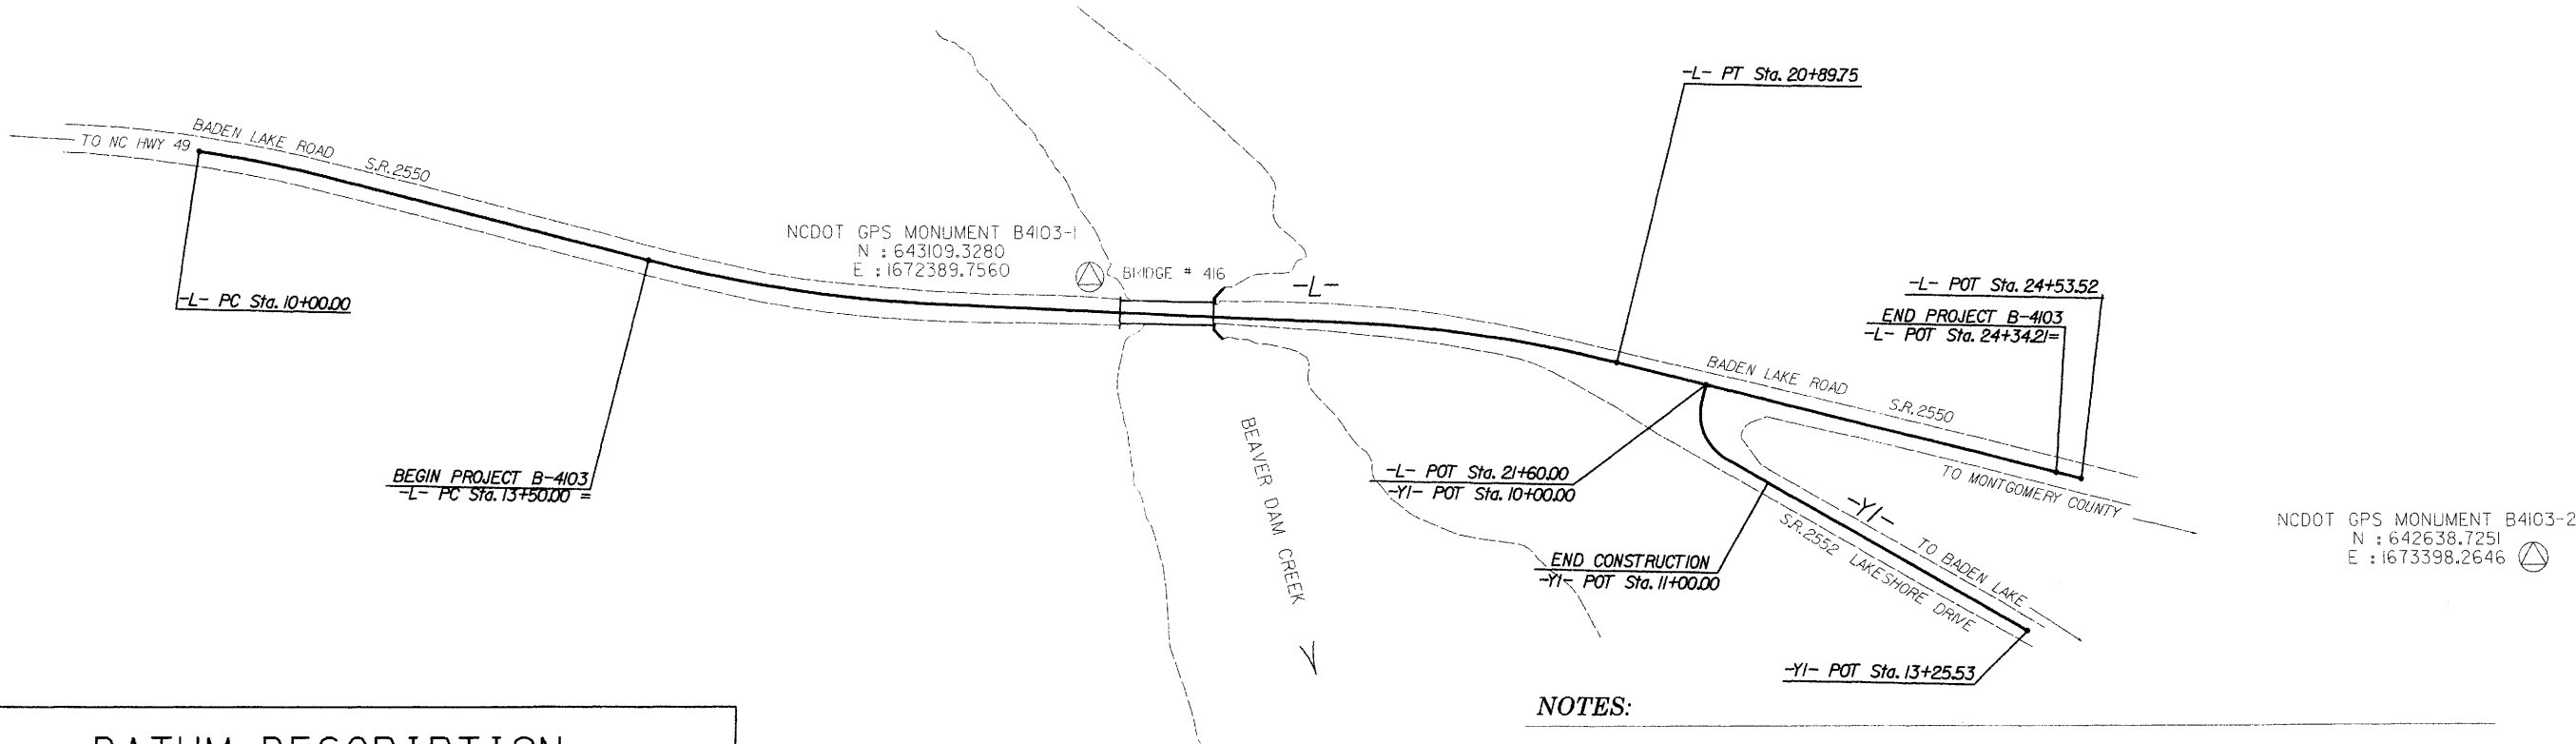 -L- PT Sta. 20+89.75
BADEN LAKE ROAD S.R. 2550
TO NC HWY 49
NCDOT GPS MONUMENT B4103-1
N : 643109.3280
E : 1672389.7560
BRIDGE # 416
-L-
-L- PC Sta. 10+00.00
-L- POT Sta. 24+53.52
END PROJECT B-4103
-L- POT Sta. 24+34.21=
BADEN LAKE ROAD S.R. 2550
TO MONTGOMERY COUNTY
BEGIN PROJECT B-4103
-L- PC Sta. 13+50.00 =
-L- POT Sta. 21+60.00
-Y1- POT Sta. 10+00.00
BEAVER DAM CREEK
-Y1-
TO BADEN LAKE
S.R. 2552 LAKESHORE DRIVE
NCDOT GPS MONUMENT B4103-2
N : 642638.7251
E : 1673398.2646
END CONSTRUCTION
-Y1- POT Sta. 11+00.00
-Y1- POT Sta. 13+25.53
NOTES:
DATUM DESCRIPTION